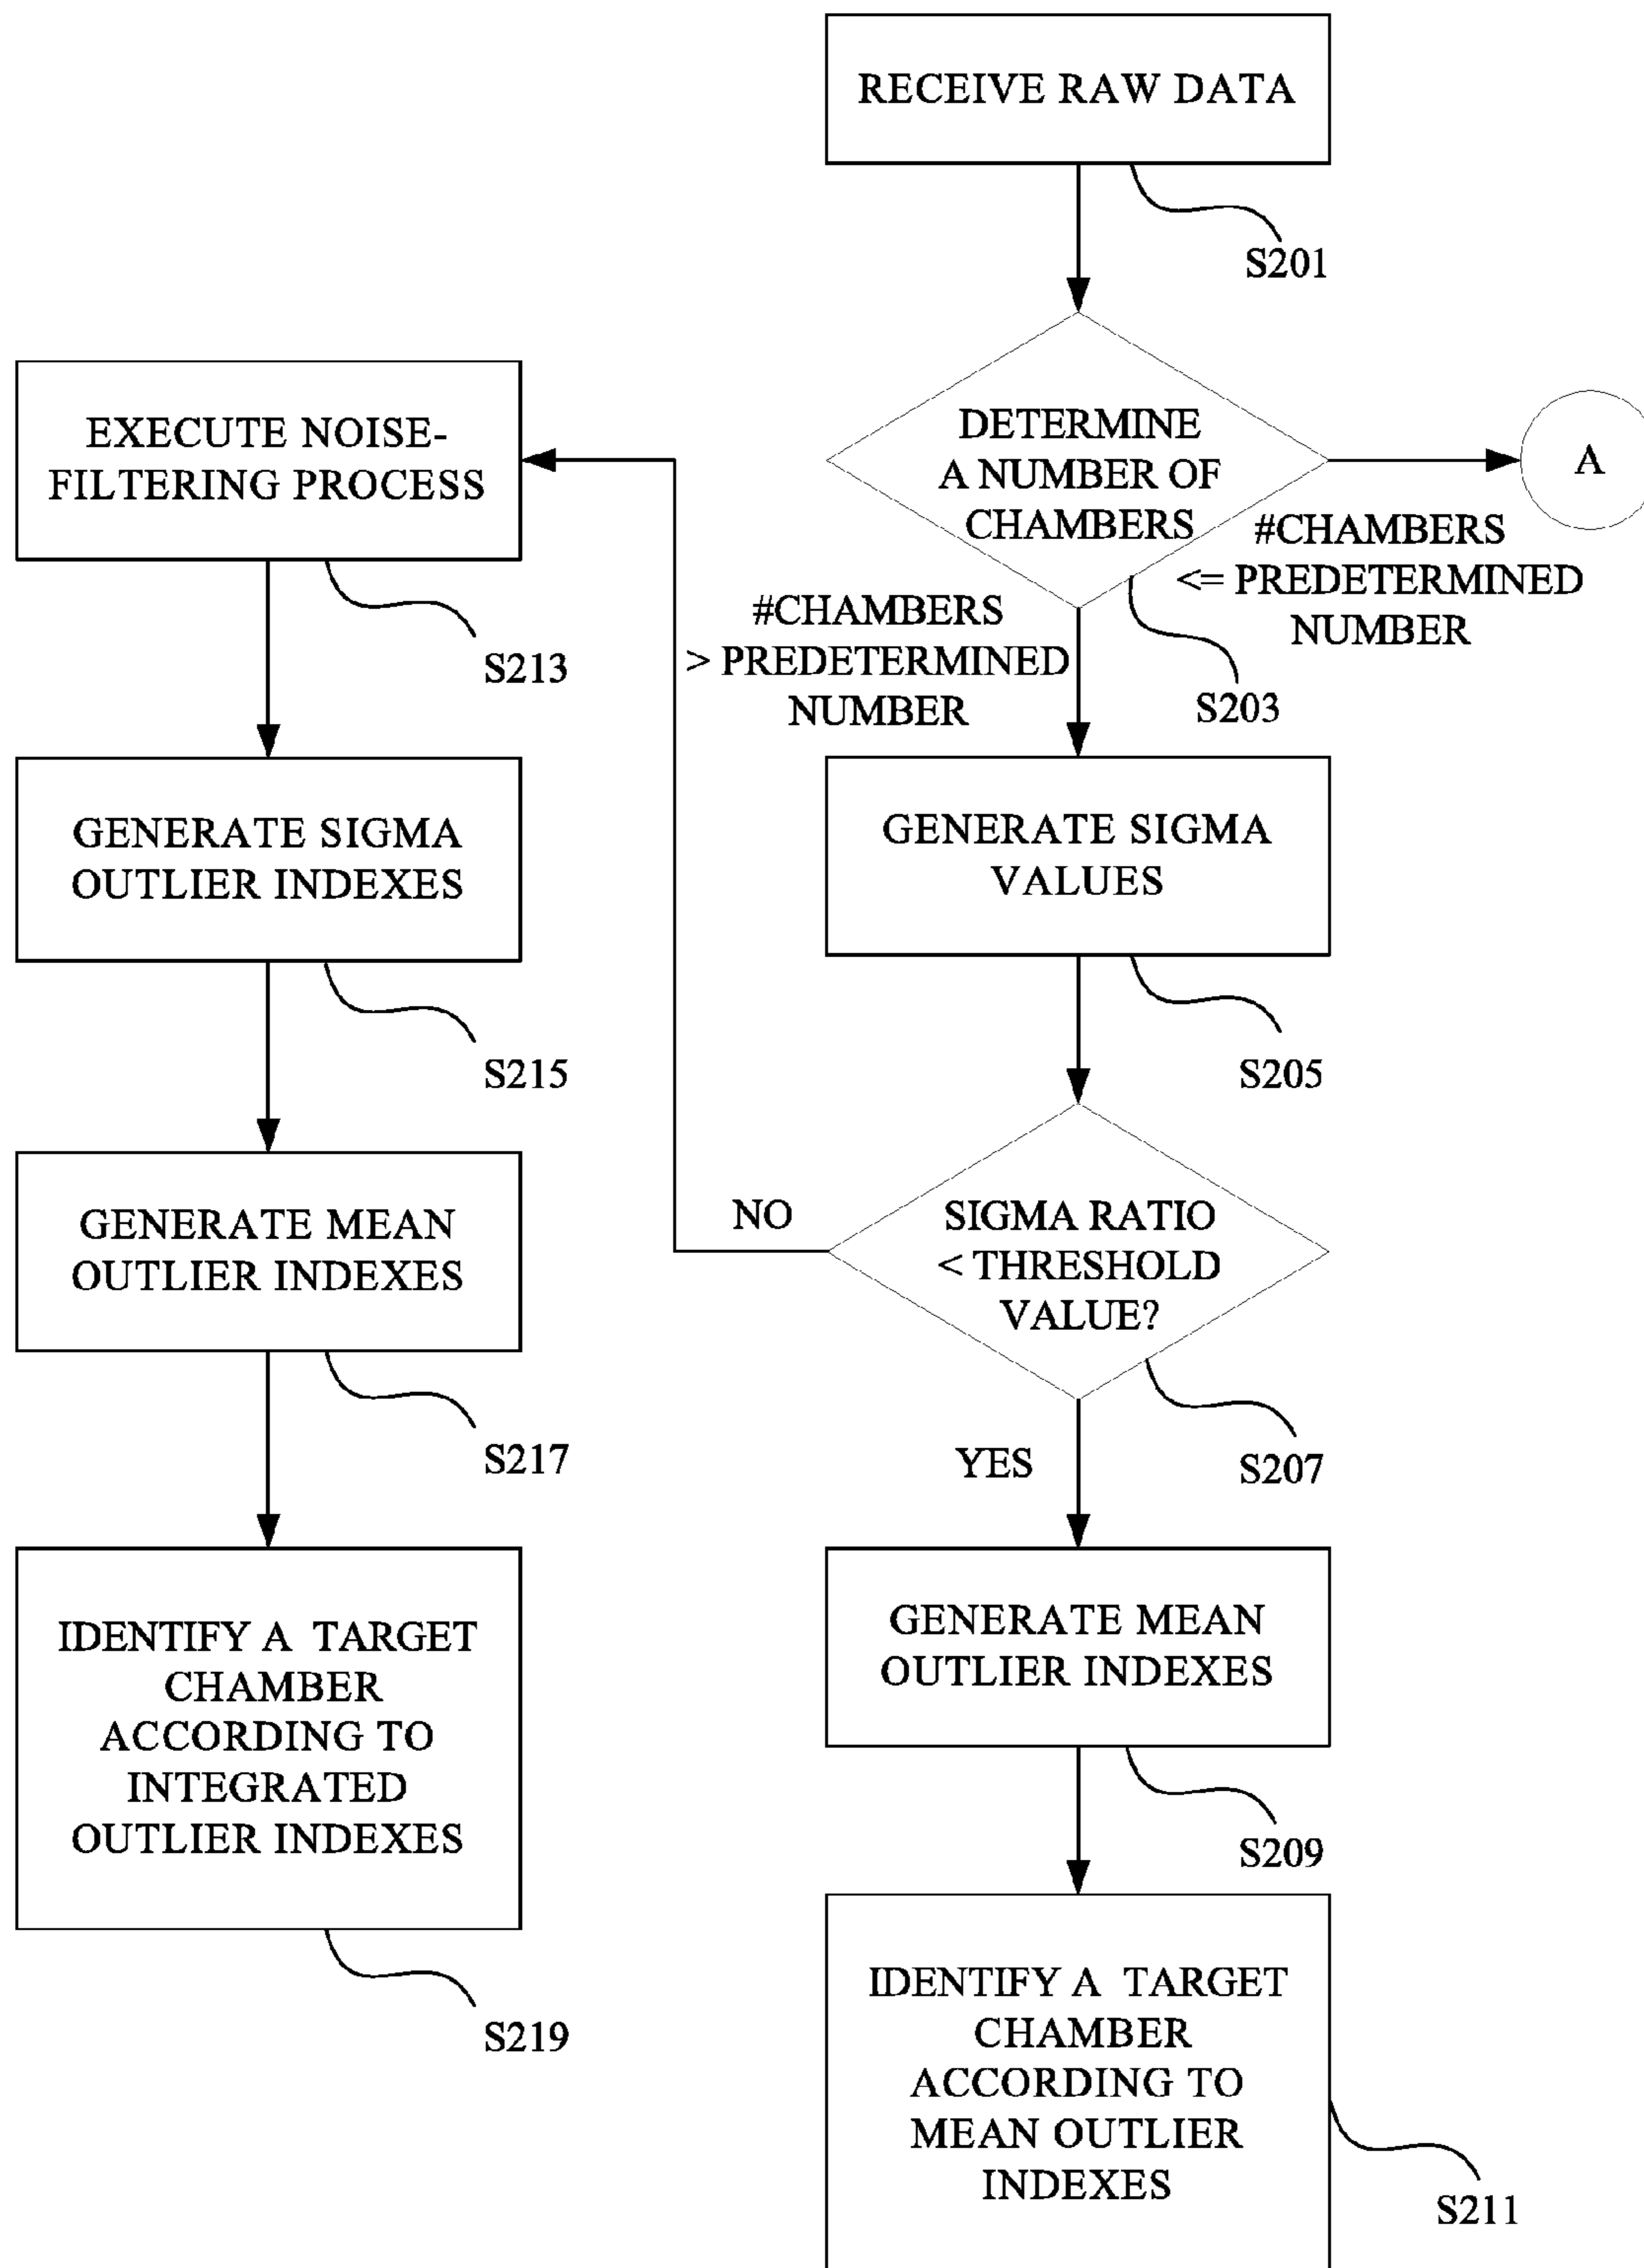 RECEIVE RAW DATA
S201
DETERMINE
A NUMBER OF
CHAMBERS
A
#CHAMBERS
<= PREDETERMINED
NUMBER
#CHAMBERS
> PREDETERMINED
NUMBER
S203
GENERATE SIGMA
VALUES
S205
SIGMA RATIO
< THRESHOLD
VALUE?
NO
YES
S207
GENERATE MEAN
OUTLIER INDEXES
S209
IDENTIFY A TARGET
CHAMBER
ACCORDING TO
MEAN OUTLIER
INDEXES
S211
EXECUTE NOISE-
FILTERING PROCESS
S213
GENERATE SIGMA
OUTLIER INDEXES
S215
GENERATE MEAN
OUTLIER INDEXES
S217
IDENTIFY A TARGET
CHAMBER
ACCORDING TO
INTEGRATED
OUTLIER INDEXES
S219